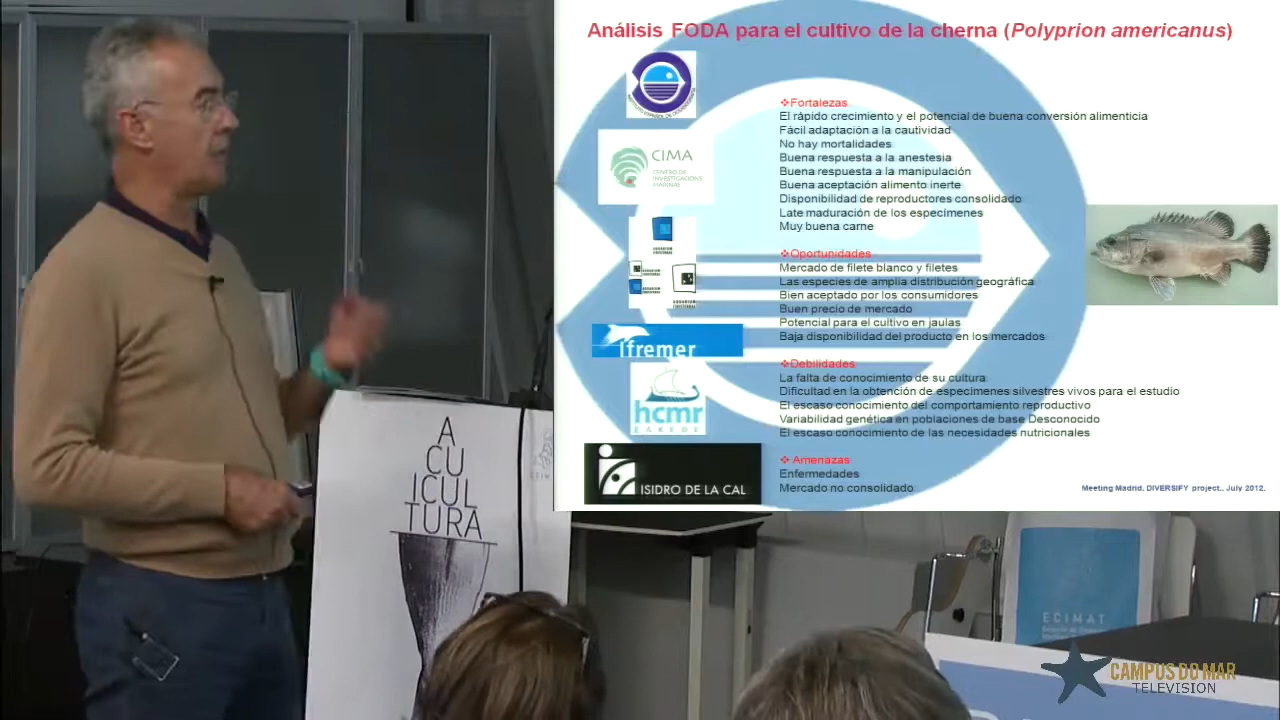 Análisis FODA para el cultivo de la cherna (Polyprion americanus)
❖Fortalezas
El rápido crecimiento y el potencial de buena conversión alimenticia
Fácil adaptación a la cautividad
No hay mortalidades
Buena respuesta a la anestesia
Buena respuesta a la manipulación
Buena aceptación alimento inerte
Disponibilidad de reproductores consolidado
Late maduración de los especímenes
Muy buena carne
❖Oportunidades
Mercado de filete blanco y filetes
Las especies de amplia distribución geográfica
Bien aceptado por los consumidores
Buen precio de mercado
Potencial para el cultivo en jaulas
Baja disponibilidad del producto en los mercados
❖Debilidades
La falta de conocimiento de su cultura
Dificultad en la obtención de especímenes silvestres vivos para el estudio
El escaso conocimiento del comportamiento reproductivo
Variabilidad genética en poblaciones de base Desconocido
El escaso conocimiento de las necesidades nutricionales
❖ Amenazas
Enfermedades
Mercado no consolidado
Meeting Madrid. DIVERSIFY project.. July 2012.
CIMA
CENTRO DE
INVESTIGACIÓNS
MARIÑAS
ifremer
hcmr
ΕΛΚΕΘΕ
ISIDRO DE LA CAL
A
CU
ICUL
TURA
ECIMAT
CAMPUS DO MAR
TELEVISION